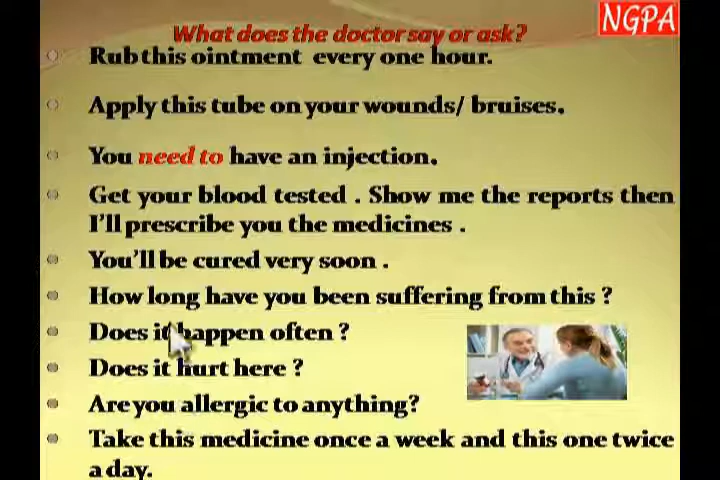 NGPA
What does the doctor say or ask?
Rub this ointment every one hour.
Apply this tube on your wounds/ bruises.
You need to have an injection.
Get your blood tested . Show me the reports then
I'll prescribe you the medicines .
You'll be cured very soon .
How long have you been suffering from this ?
Does it happen often ?
Does it hurt here ?
Are you allergic to anything?
Take this medicine once a week and this one twice
a day.